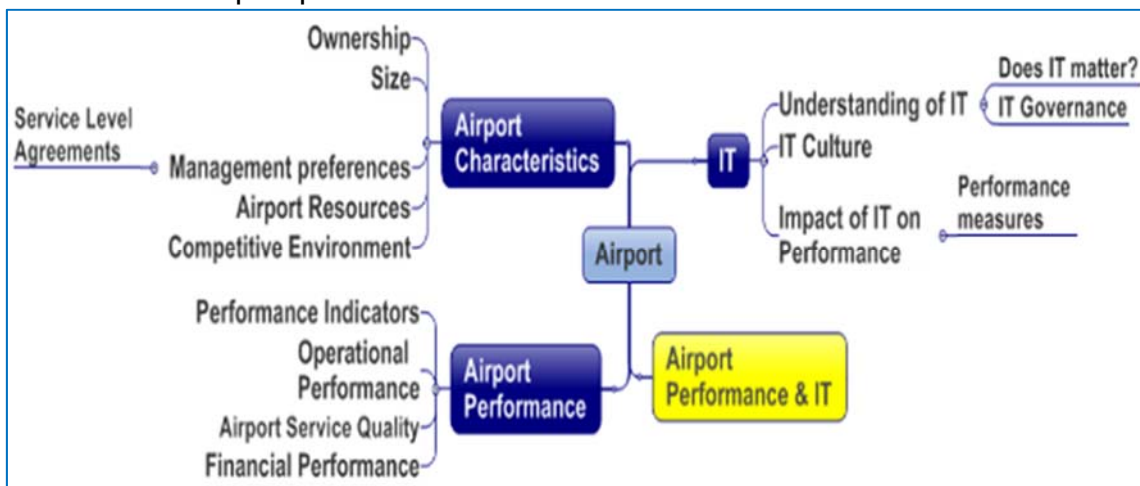 Ownership
Size
Service Level
Agreements
Management preferences
Airport Resources
Competitive Environment
Airport
Characteristics
IT
Understanding of IT
Does IT matter?
IT Governance
IT Culture
Impact of IT on
Performance
Performance
measures
Airport
Performance Indicators
Operational
Performance
Airport Service Quality
Financial Performance
Airport
Performance
Airport
Performance & IT